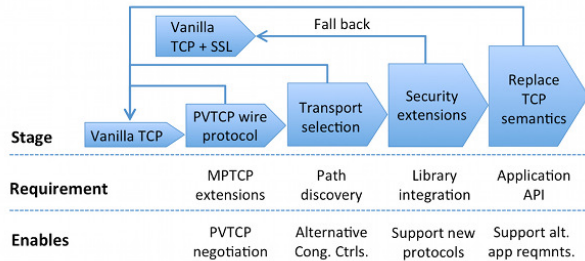 Vanilla
TCP + SSL
Fall back
Stage
Vanilla TCP
PVTCP wire
protocol
Transport
selection
Security
extensions
Replace
TCP
semantics
Requirement
MPTCP
extensions
Path
discovery
Library
integration
Application
API
Enables
PVTCP
negotiation
Alternative
Cong. Ctrls.
Support new
protocols
Support alt.
app reqmnts.